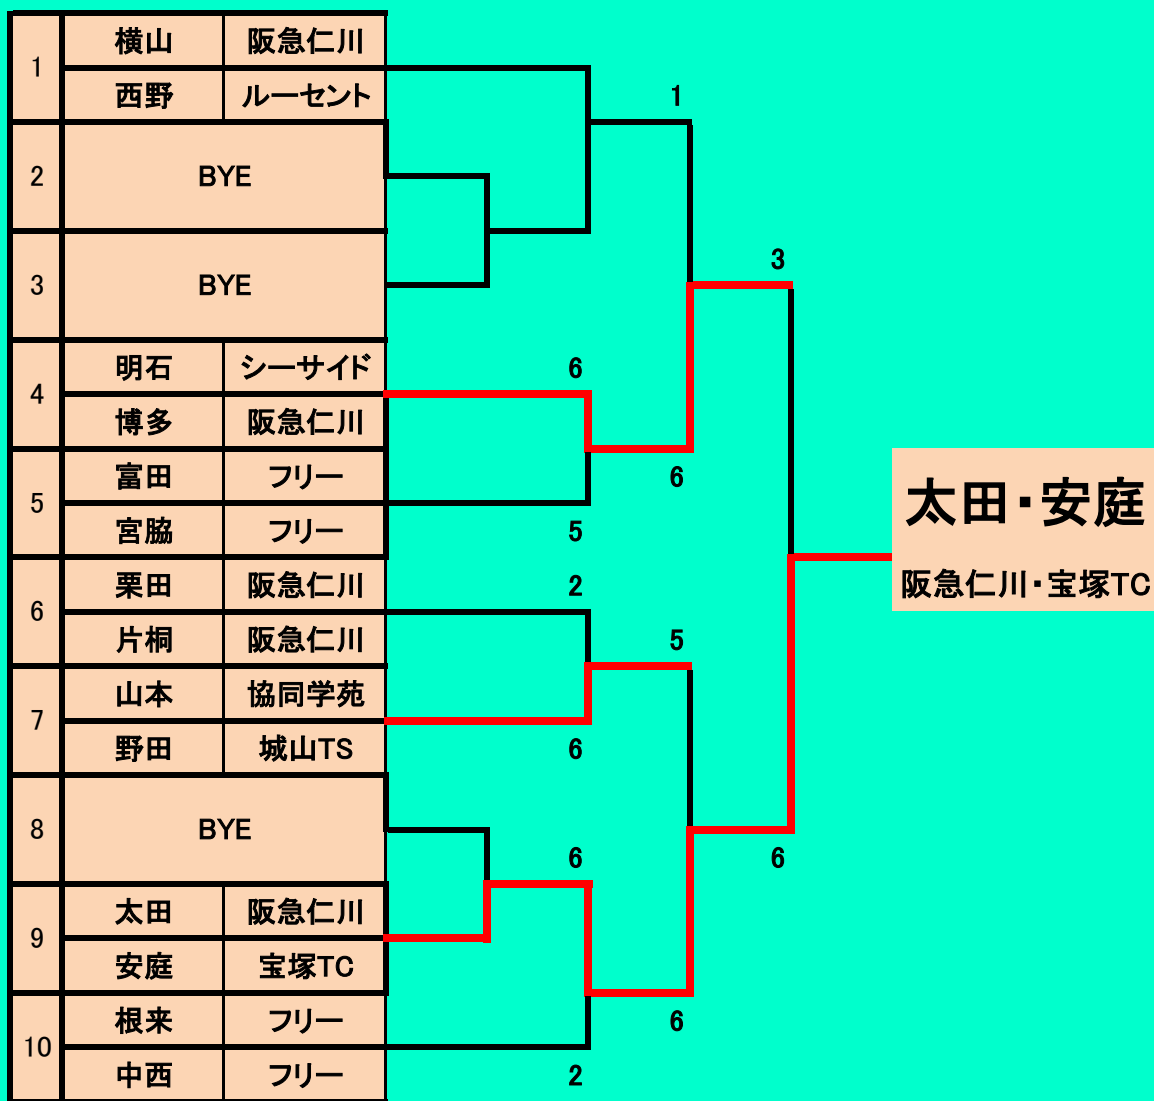 1 横山 阪急仁川
西野 ルーセント
1
2 BYE
3 BYE
3
4 明石 シーサイド 6
博多 阪急仁川
5 富田 フリー 6
宮脇 フリー 5
太田・安庭
阪急仁川・宝塚TC
6 栗田 阪急仁川 2
片桐 阪急仁川 5
7 山本 協同学苑
野田 城山TS 6
8 BYE
6 6
9 太田 阪急仁川
安庭 宝塚TC
10 根来 フリー 6
中西 フリー 2